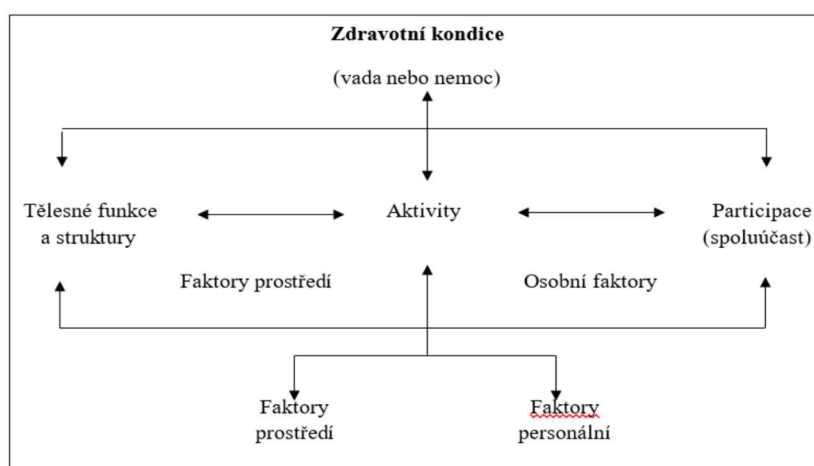 Zdravotní kondice
(vada nebo nemoc)
Tělesné funkce
a struktury
Aktivity
Participace
(spoluúčast)
Faktory prostředí
Osobní faktory
Faktory
prostředí
Faktory
personální